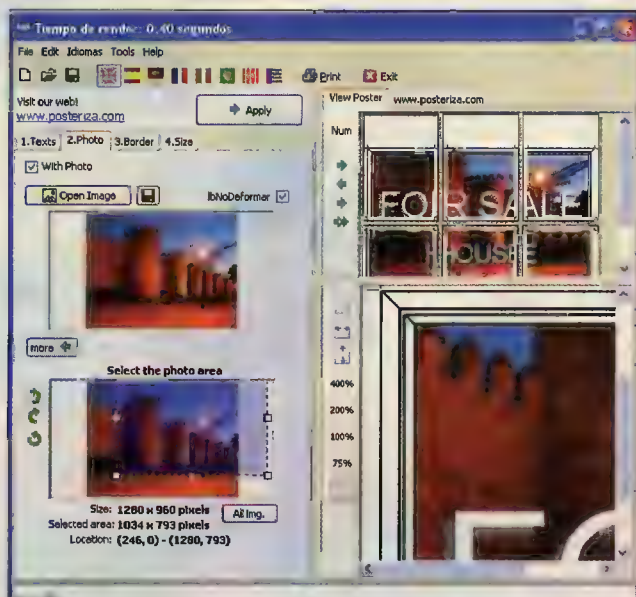 Tiempo de render: 0,40 segundos
File Edit Idiomas Tools Help
Print Exit
Visit our web!
www.posteriza.com
Apply
1.Texts 2.Photo 3.Border 4.Size
With Photo
Open Image
lbNoDeformar
more
Select the photo area
Size: 1280 x 960 pixels
Selected area: 1034 x 793 pixels
All Img.
Location: (246, 0) - (1280, 793)
View Poster www.posteriza.com
Num
FOR SALE
HOUSE
400%
200%
100%
75%